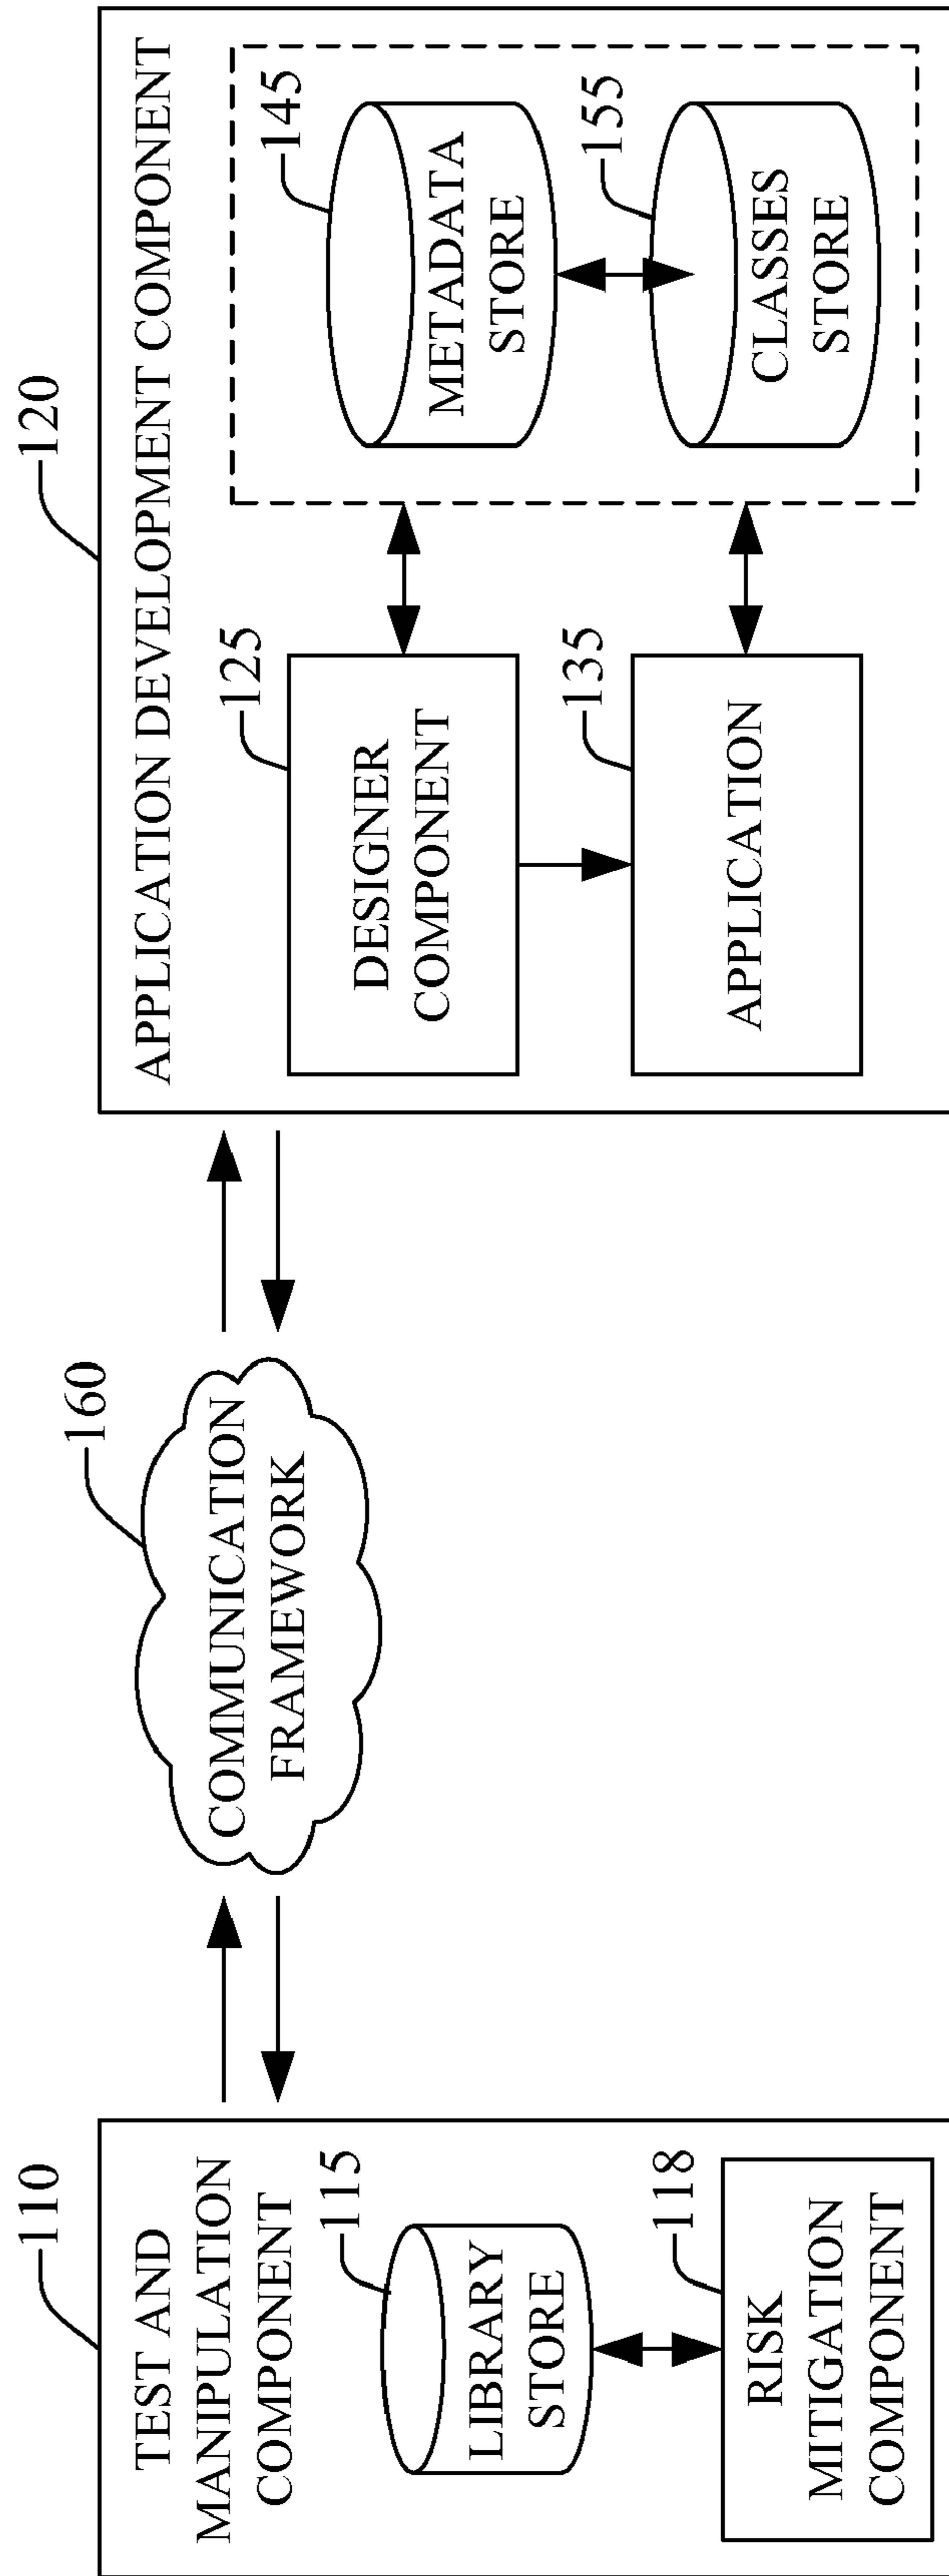 110
TEST AND
MANIPULATION
COMPONENT
115
LIBRARY
STORE
118
RISK
MITIGATION
COMPONENT
160
COMMUNICATION
FRAMEWORK
120
APPLICATION DEVELOPMENT COMPONENT
125
DESIGNER
COMPONENT
135
APPLICATION
145
METADATA
STORE
155
CLASSES
STORE